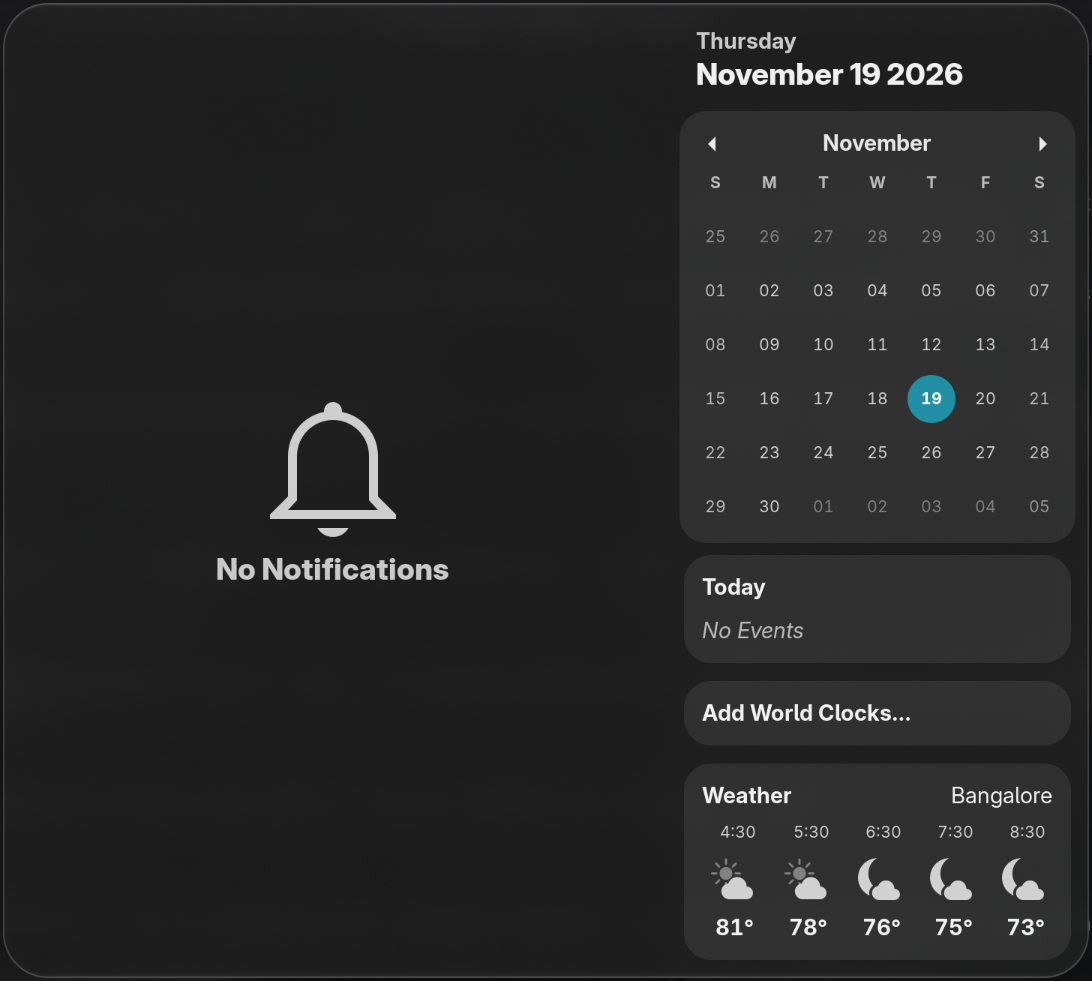 No Notifications
Thursday
November 19 2026
November
S M T W T F S
25 26 27 28 29 30 31
01 02 03 04 05 06 07
08 09 10 11 12 13 14
15 16 17 18 19 20 21
22 23 24 25 26 27 28
29 30 01 02 03 04 05
Today
No Events
Add World Clocks...
Weather Bangalore
4:30 5:30 6:30 7:30 8:30
81° 78° 76° 75° 73°